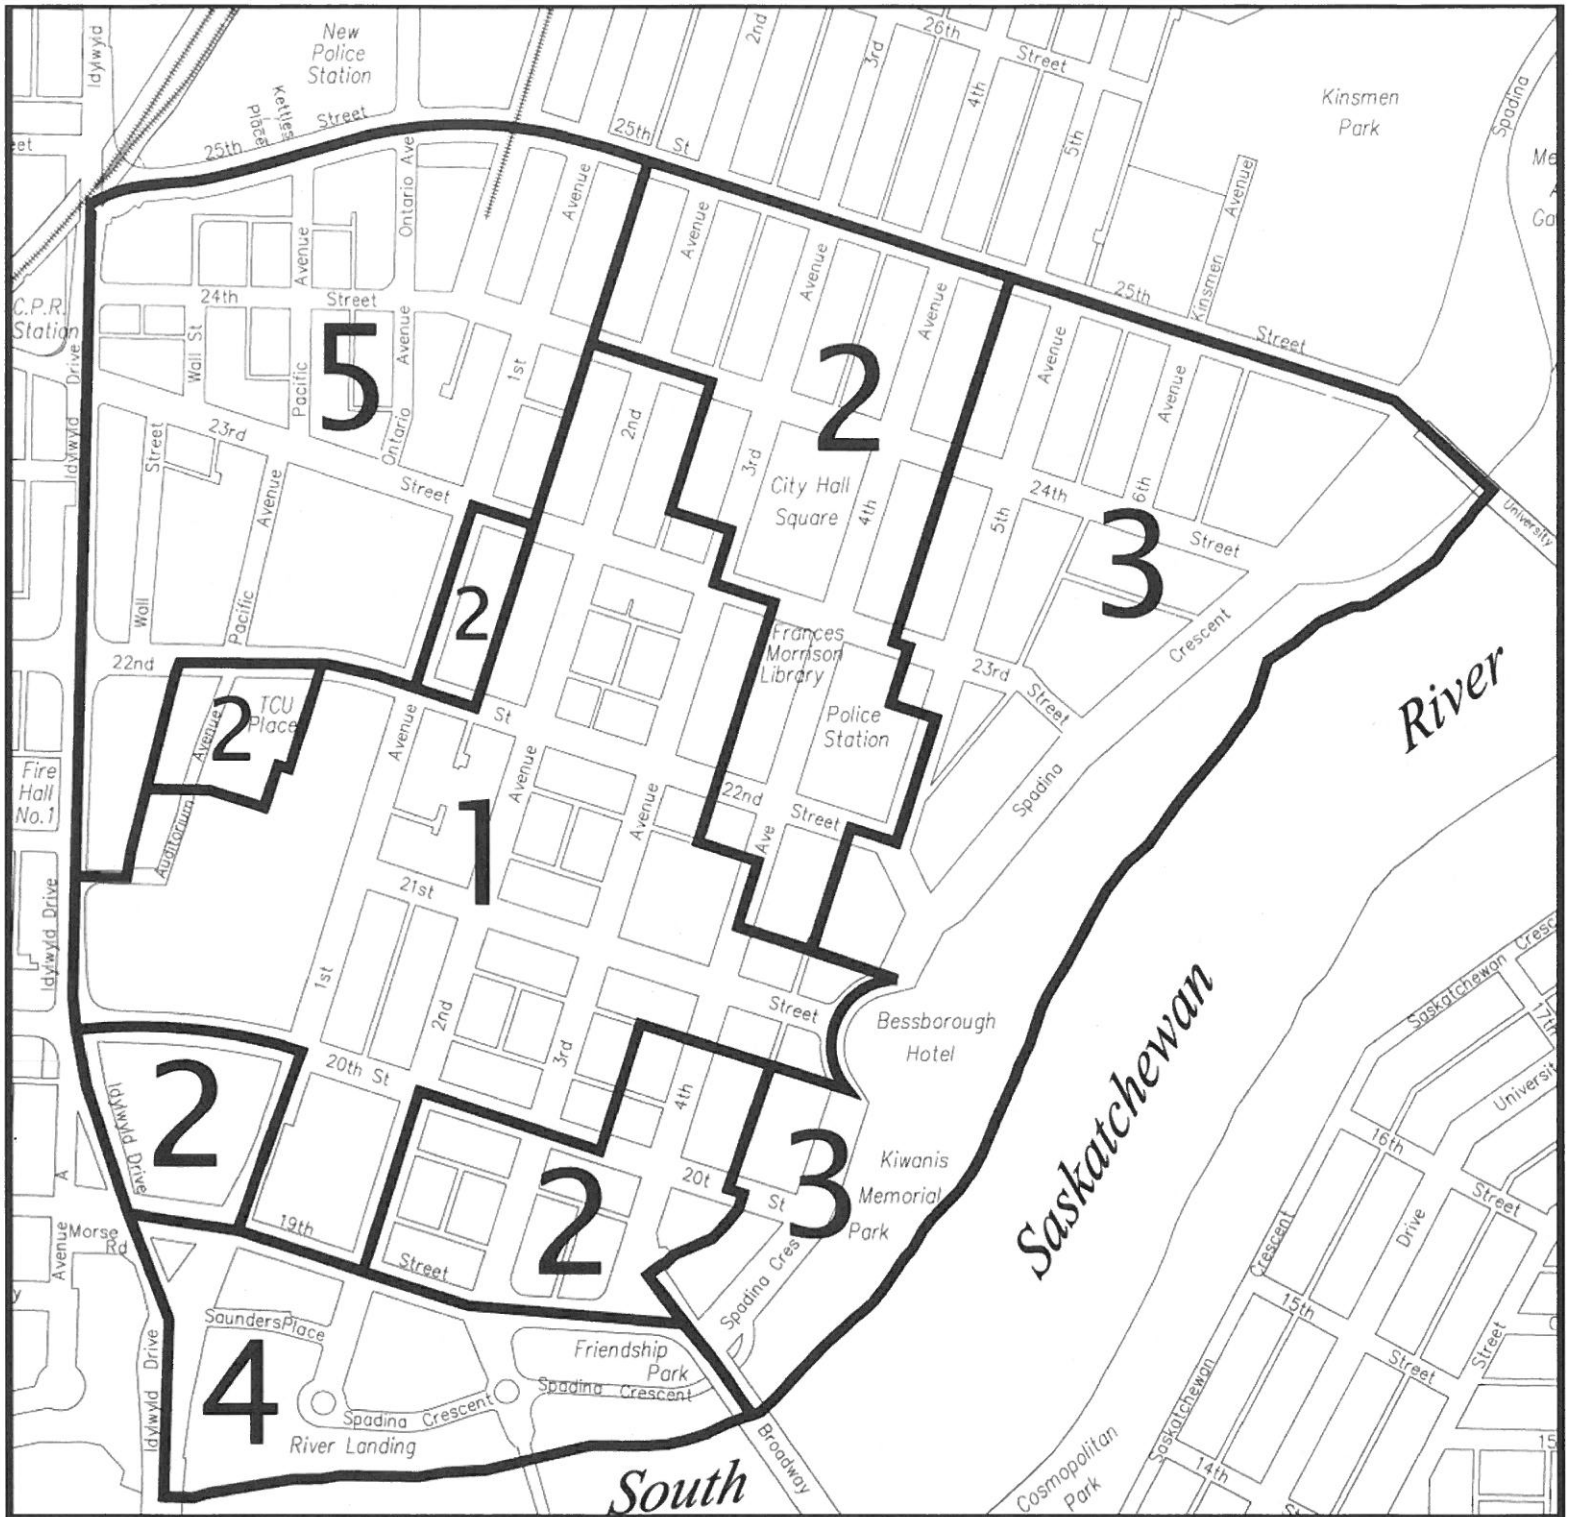 New
Police
Station
Idylwyld
Kettles
Place
25th
Street
2nd
3rd
26th
Street
4th
5th
25th
St
Kinsmen
Park
Spadina
Me
Ga
eet
Ontario Ave
Avenue
Avenue
Avenue
Avenue
Avenue
Kinsmen
Avenue
25th
Street
C.P.R.
Station
24th
Street
Avenue
Wall St
Pacific
Ontario
Avenue
5
1st
2nd
3rd
2
City Hall
Square
4th
Avenue
Avenue
24th
6th
Street
5th
3
University
Idylwyld
Drive
23rd
Street
Street
Wall
Pacific
Avenue
2
22nd
2
TCU
Place
Avenue
Auditorium
Avenue
St
Avenue
Avenue
Frances
Morrison
Library
Police
Station
23rd
Street
Crescent
Spadina
22nd
Street
Ave
River
Fire
Hall
No.1
1
21st
Idylwyld Drive
1st
2nd
3rd
4th
Street
Bessborough
Hotel
Saskatchewan
20th St
2
Idylwyld Drive
A
Avenue
Morse
Rd
19th
Street
2
20t
St
3
Kiwanis
Memorial
Park
Spadina Cres
Saunders Place
4
Idylwyld Drive
Friendship
Park
Spadina Crescent
Spadina Crescent
River Landing
South
Broadway
Cosmopolitan
Park
Saskatchewan
Crescent
Saskatchewan
Cresc
17th
Universit
16th
Street
Drive
15th
Street
Street
14th
15
St